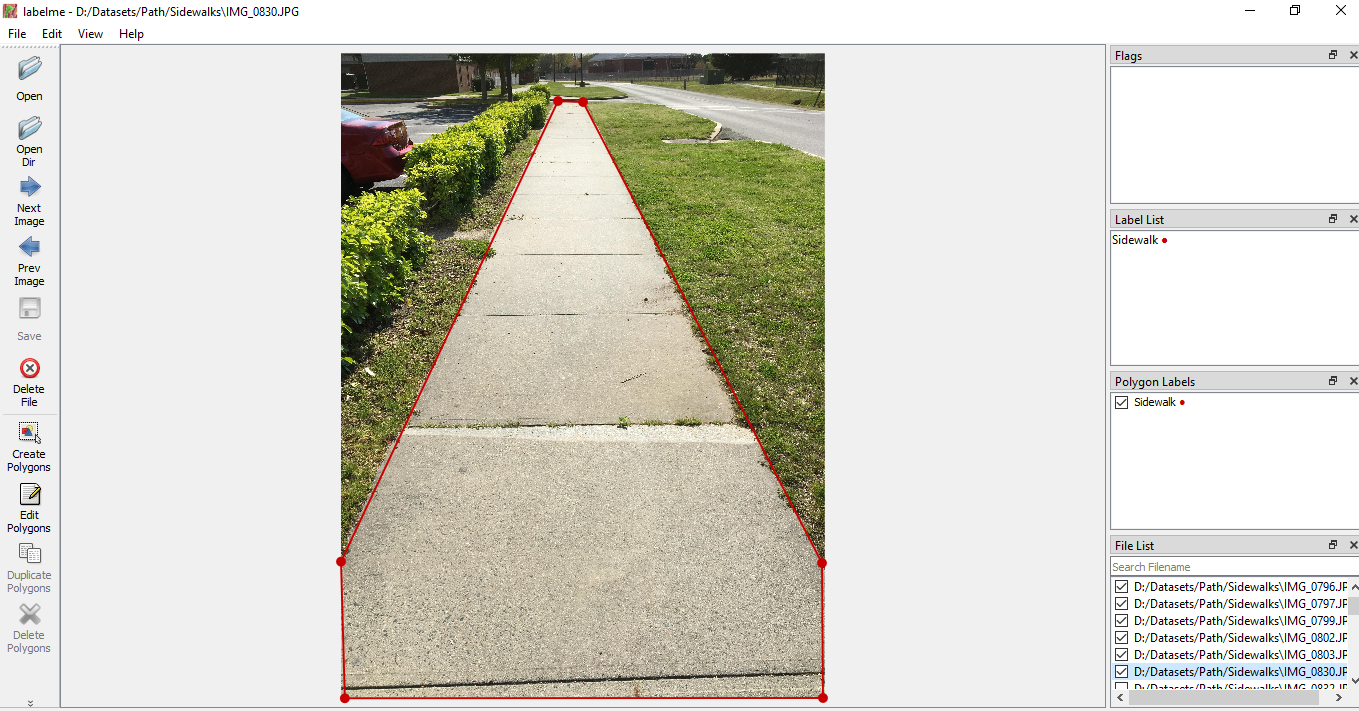 labelme - D:/Datasets/Path/Sidewalks\IMG_0830.JPG
File Edit View Help
Open
Open
Dir
Next
Image
Prev
Image
Save
Delete
File
Create
Polygons
Edit
Polygons
Duplicate
Polygons
Delete
Polygons
Flags
Label List
Sidewalk
Polygon Labels
Sidewalk
File List
Search Filename
D:/Datasets/Path/Sidewalks\IMG_0796.JP
D:/Datasets/Path/Sidewalks\IMG_0797.JP
D:/Datasets/Path/Sidewalks\IMG_0799.JP
D:/Datasets/Path/Sidewalks\IMG_0802.JP
D:/Datasets/Path/Sidewalks\IMG_0803.JP
D:/Datasets/Path/Sidewalks\IMG_0830.JP